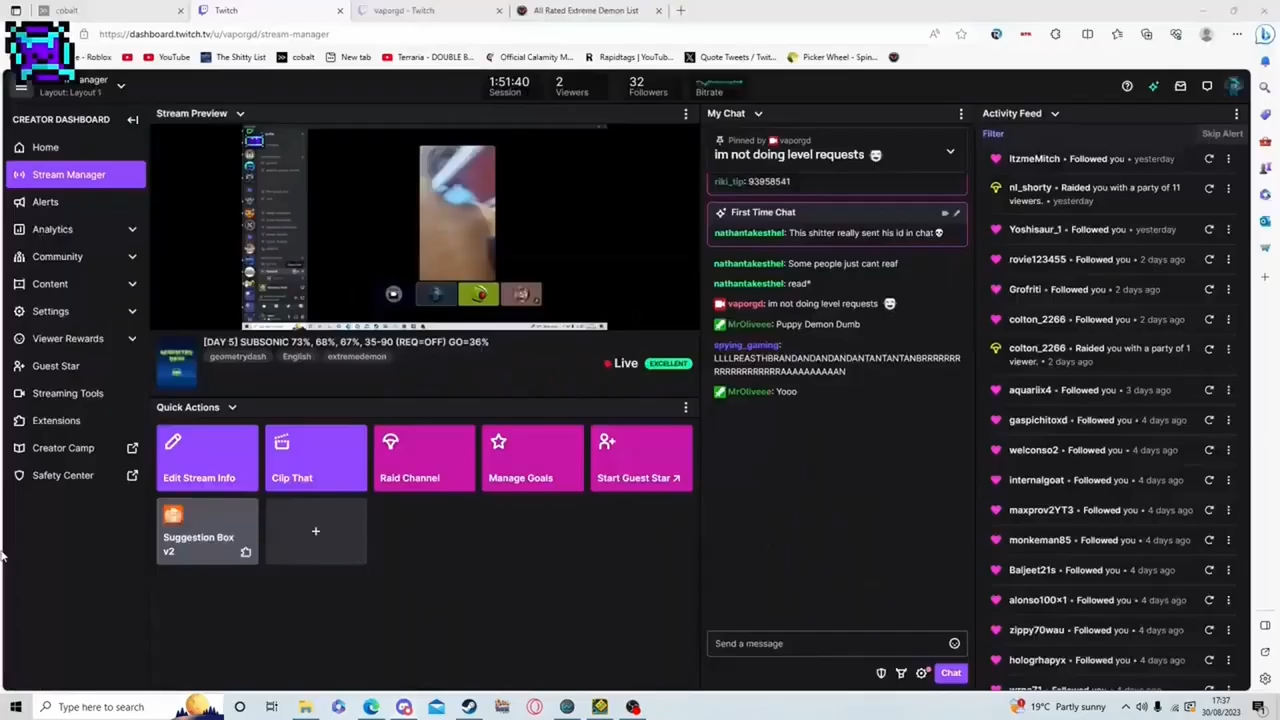 cobalt
Twitch
vaporgd - Twitch
All Rated Extreme Demon List
https://dashboard.twitch.tv/u/vaporgd/stream-manager
- Roblox
YouTube
The Shitty List
cobalt
New tab
Terraria - DOUBLE B...
Official Calamity M...
Rapidtags | YouTub...
Quote Tweets / Twitt...
Picker Wheel - Spin...
anager
Layout: Layout 1
1:51:40
Session
2
Viewers
32
Followers
Bitrate
CREATOR DASHBOARD
Home
Stream Manager
Alerts
Analytics
Community
Content
Settings
Viewer Rewards
Guest Star
Streaming Tools
Extensions
Creator Camp
Safety Center
Stream Preview
[DAY 5] SUBSONIC 73%, 68%, 67%, 35-90 (REQ=OFF) GO=36%
geometrydash
English
extremedemon
Live
EXCELLENT
Quick Actions
Edit Stream Info
Clip That
Raid Channel
Manage Goals
Start Guest Star
Suggestion Box
v2
+
My Chat
Pinned by vaporgd
im not doing level requests
riki_tip: 93958541
First Time Chat
nathantakesthel: This shitter really sent his id in chat
nathantakesthel: Some people just cant reaf
nathantakesthel: read*
vaporgd: im not doing level requests
MrOliveee: Puppy Demon Dumb
spying_gaming:
LLLLREASTHBRANDANDANDANDANTANTANTANBRRRRRRR
RRRRRRRRRRRRAAAAAAAAAN
MrOliveee: Yooo
Send a message
Chat
Activity Feed
Filter
Skip Alert
ItzmeMitch • Followed you • yesterday
nl_shorty • Raided you with a party of 11
viewers. • yesterday
Yoshisaur_i • Followed you • yesterday
rovie123455 • Followed you • 2 days ago
Grofriti • Followed you • 2 days ago
colton_2266 • Followed you • 2 days ago
colton_2266 • Raided you with a party of 1
viewer. • 2 days ago
aquariix4 • Followed you • 3 days ago
gaspichitoxd • Followed you • 4 days ago
welconso2 • Followed you • 4 days ago
internalgoat • Followed you • 4 days ago
maxprov2YT3 • Followed you • 4 days ago
monkeman85 • Followed you • 4 days ago
Baljeet21s • Followed you • 4 days ago
alonso100x1 • Followed you • 4 days ago
zippy70wau • Followed you • 4 days ago
hologrhapyx • Followed you • 4 days ago
Type here to search
19°C Partly sunny
17:37
30/08/2023